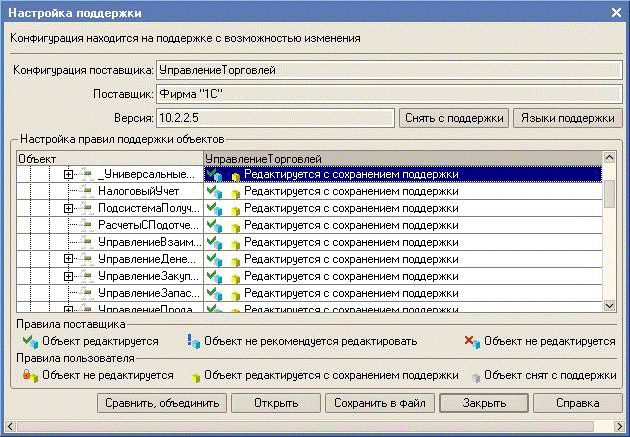 Настройка поддержки
Конфигурация находится на поддержке с возможностью изменения
Конфигурация поставщика: УправлениеТорговлей
Поставщик: Фирма "1С"
Версия: 10.2.2.5 Снять с поддержки Языки поддержки
Настройка правил поддержки объектов
Объект УправлениеТорговлей
_Универсальные... Редактируется с сохранением поддержки
НалоговыйУчет Редактируется с сохранением поддержки
ПодсистемаПолуч... Редактируется с сохранением поддержки
РасчетыСПодотче... Редактируется с сохранением поддержки
УправлениеВзаим... Редактируется с сохранением поддержки
УправлениеДене... Редактируется с сохранением поддержки
УправлениеЗакуп... Редактируется с сохранением поддержки
УправлениеЗапас... Редактируется с сохранением поддержки
УправлениеПрода... Редактируется с сохранением поддержки
Правила поставщика
Объект редактируется Объект не рекомендуется редактировать Объект не редактируется
Правила пользователя
Объект не редактируется Объект редактируется с сохранением поддержки Объект снят с поддержки
Сравнить, объединить Открыть Сохранить в файл Закрыть Справка